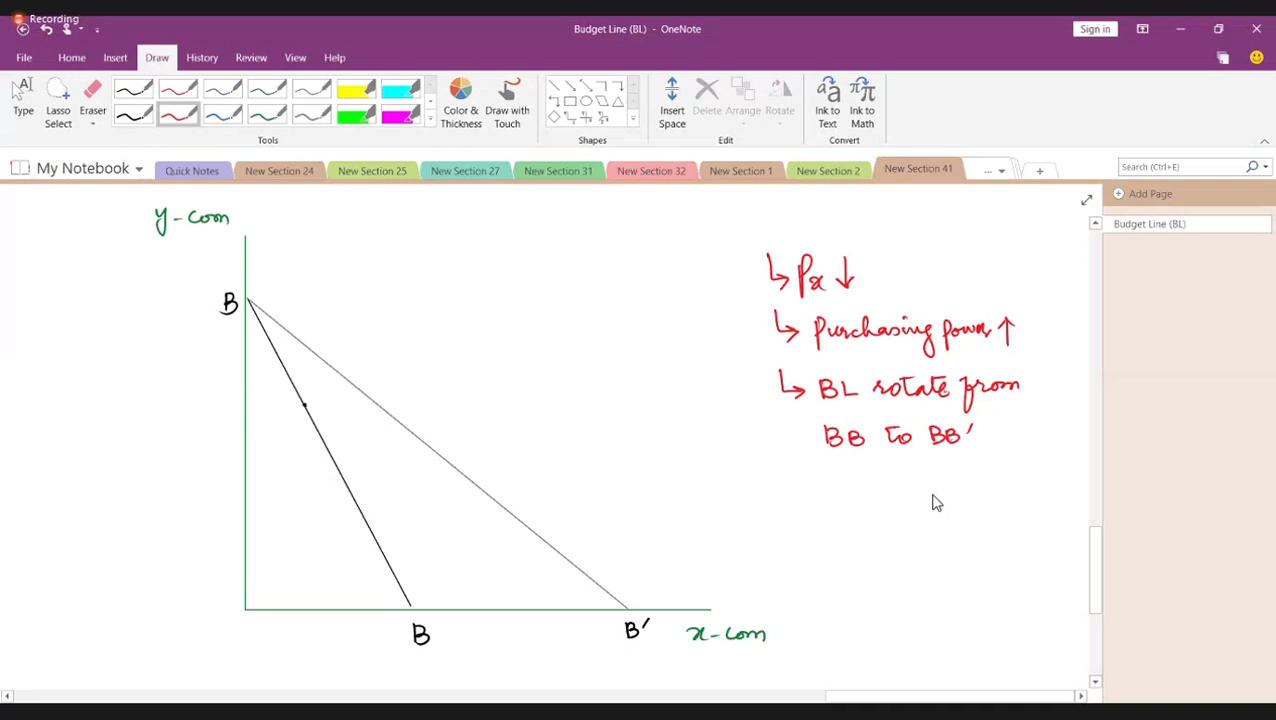 Recording
Budget Line (BL) - OneNote
Sign in
File Home Insert Draw History Review View Help
Type
Lasso Select
Eraser
Color & Thickness
Draw with Touch
Insert Space
Delete
Arrange
Rotate
Ink to Text
Ink to Math
Tools
Shapes
Edit
Convert
My Notebook
Quick Notes
New Section 24
New Section 25
New Section 27
New Section 31
New Section 32
New Section 1
New Section 2
New Section 41
...
Search (Ctrl+E)
Add Page
Budget Line (BL)
y-com
B
B
B′
x-com
↳ Px ↓
↳ Purchasing power ↑
↳ BL rotate from
BB to BB′